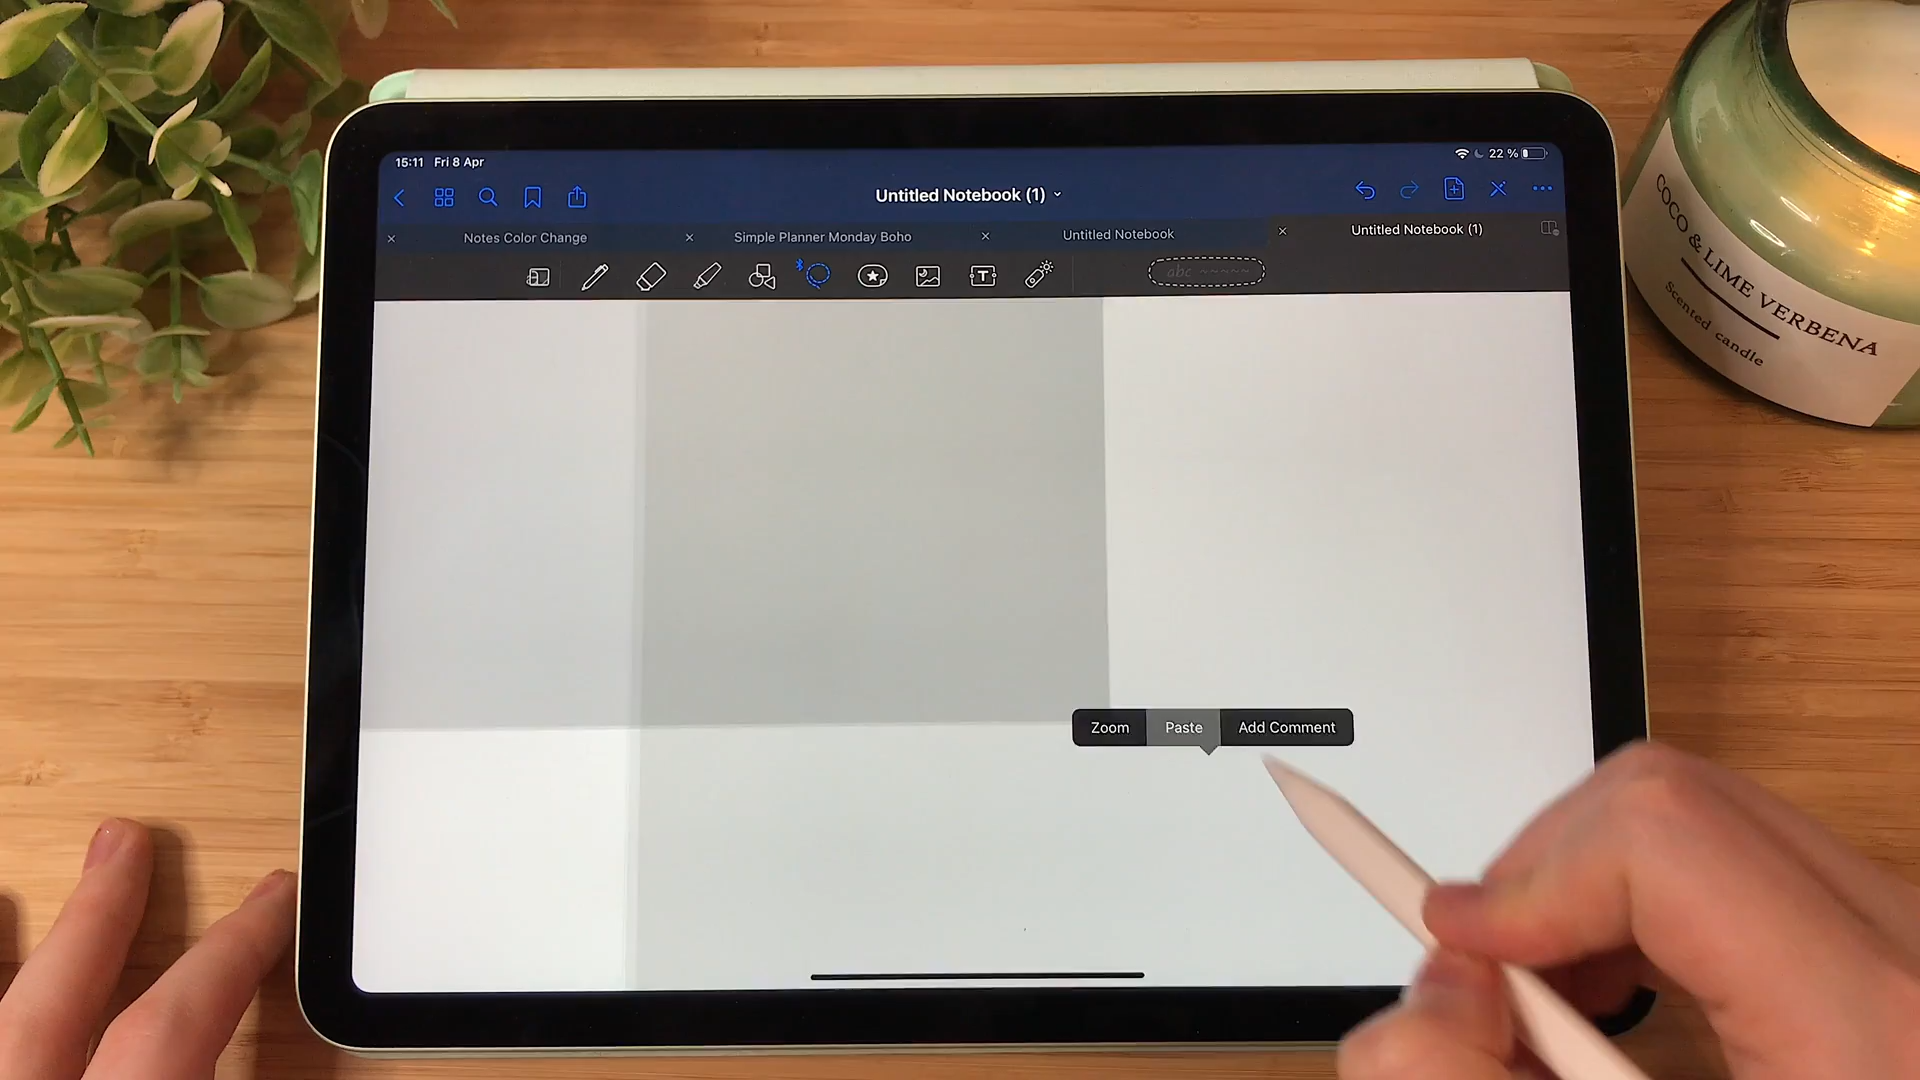 15:11 Fri 8 Apr
22 %
Untitled Notebook (1)
Notes Color Change
Simple Planner Monday Boho
Untitled Notebook
Untitled Notebook (1)
T
abc
Zoom
Paste
Add Comment
COCO & LIME VERBENA
Scented candle